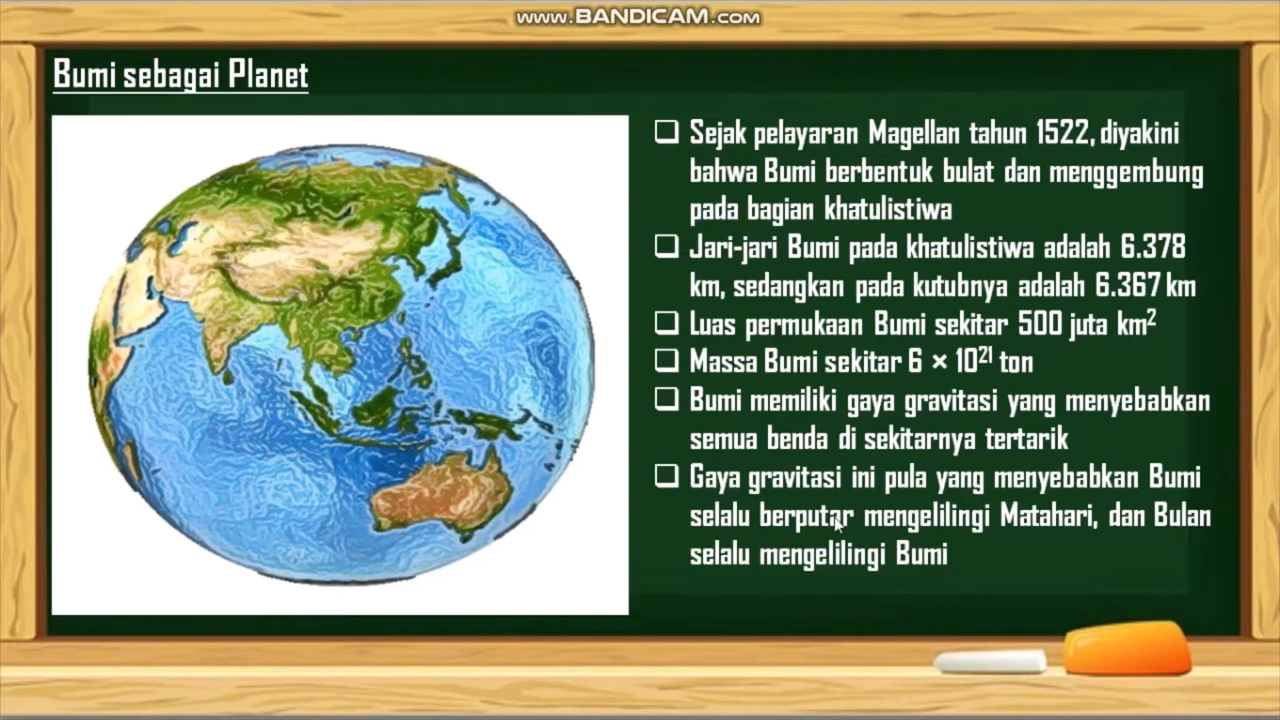 www.BANDICAM.com
Bumi sebagai Planet
Sejak pelayaran Magellan tahun 1522, diyakini
bahwa Bumi berbentuk bulat dan menggembung
pada bagian khatulistiwa
Jari-jari Bumi pada khatulistiwa adalah 6.378
km, sedangkan pada kutubnya adalah 6.367 km
Luas permukaan Bumi sekitar 500 juta km²
Massa Bumi sekitar 6 × 10²¹ ton
Bumi memiliki gaya gravitasi yang menyebabkan
semua benda di sekitarnya tertarik
Gaya gravitasi ini pula yang menyebabkan Bumi
selalu berputar mengelilingi Matahari, dan Bulan
selalu mengelilingi Bumi